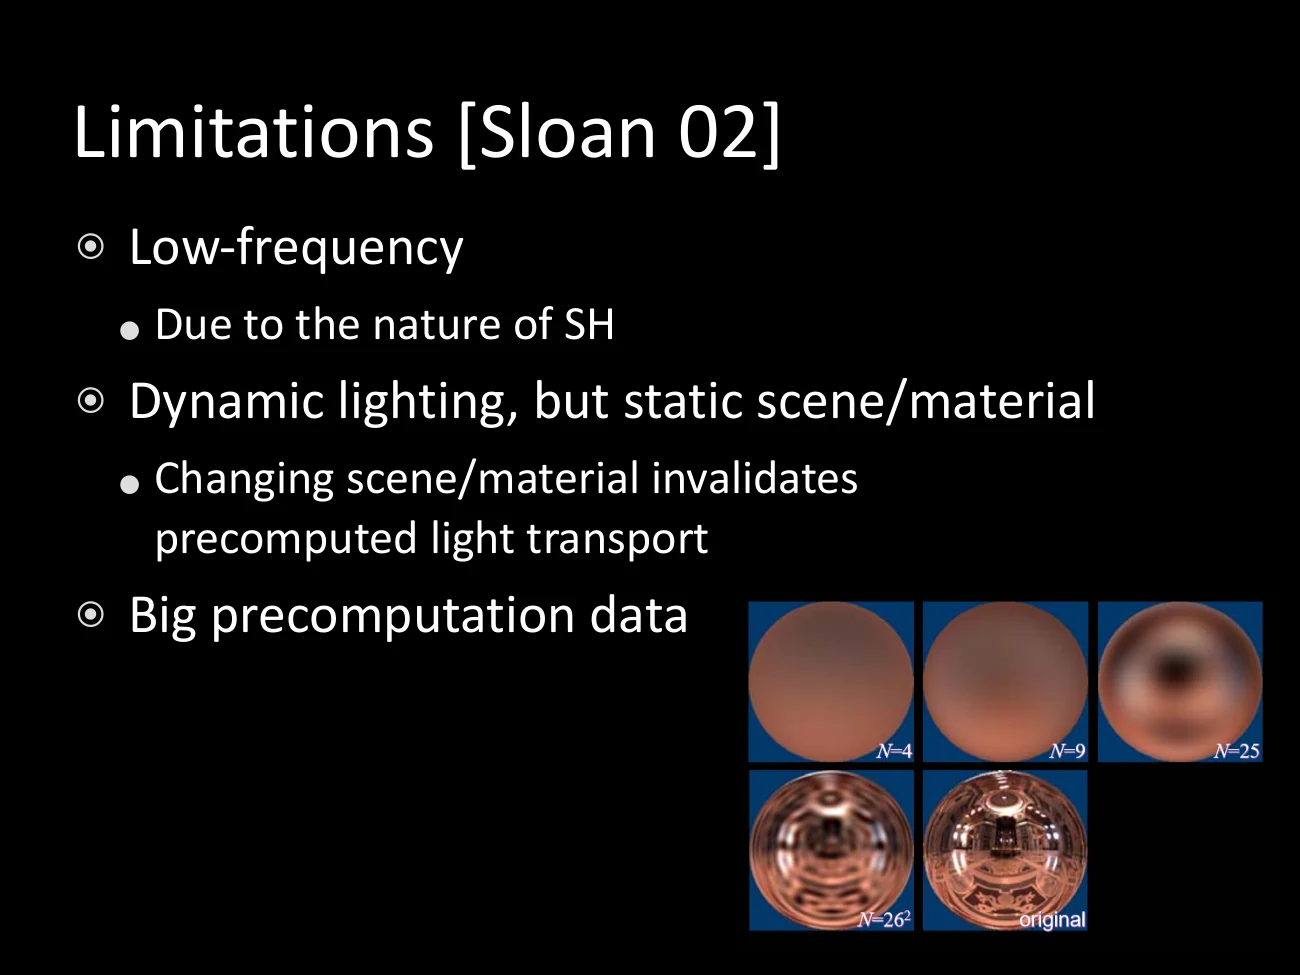 Limitations [Sloan 02]
Low-frequency
Due to the nature of SH
Dynamic lighting, but static scene/material
Changing scene/material invalidates
precomputed light transport
Big precomputation data
N=4
N=9
N=25
N=26²
original